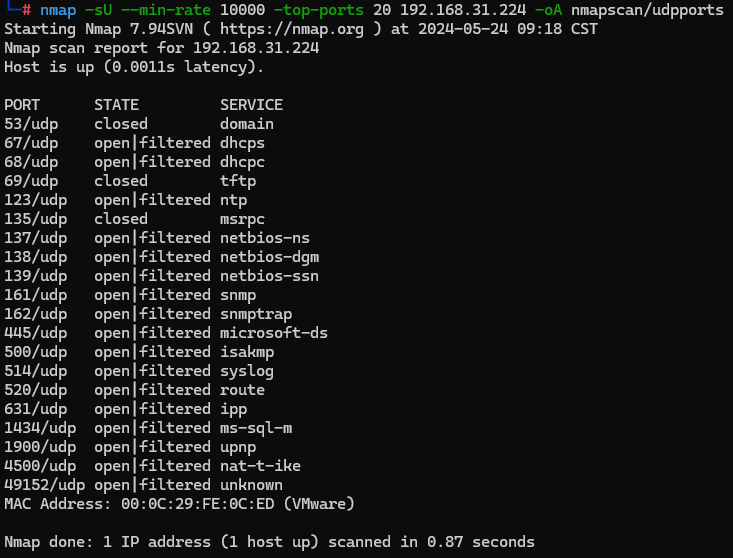 └─# nmap -sU --min-rate 10000 -top-ports 20 192.168.31.224 -oA nmapscan/udpports
Starting Nmap 7.94SVN ( https://nmap.org ) at 2024-05-24 09:18 CST
Nmap scan report for 192.168.31.224
Host is up (0.0011s latency).

PORT      STATE         SERVICE
53/udp    closed        domain
67/udp    open|filtered dhcps
68/udp    open|filtered dhcpc
69/udp    closed        tftp
123/udp   open|filtered ntp
135/udp   closed        msrpc
137/udp   open|filtered netbios-ns
138/udp   open|filtered netbios-dgm
139/udp   open|filtered netbios-ssn
161/udp   open|filtered snmp
162/udp   open|filtered snmptrap
445/udp   open|filtered microsoft-ds
500/udp   open|filtered isakmp
514/udp   open|filtered syslog
520/udp   open|filtered route
631/udp   open|filtered ipp
1434/udp  open|filtered ms-sql-m
1900/udp  open|filtered upnp
4500/udp  open|filtered nat-t-ike
49152/udp open|filtered unknown
MAC Address: 00:0C:29:FE:0C:ED (VMware)

Nmap done: 1 IP address (1 host up) scanned in 0.87 seconds